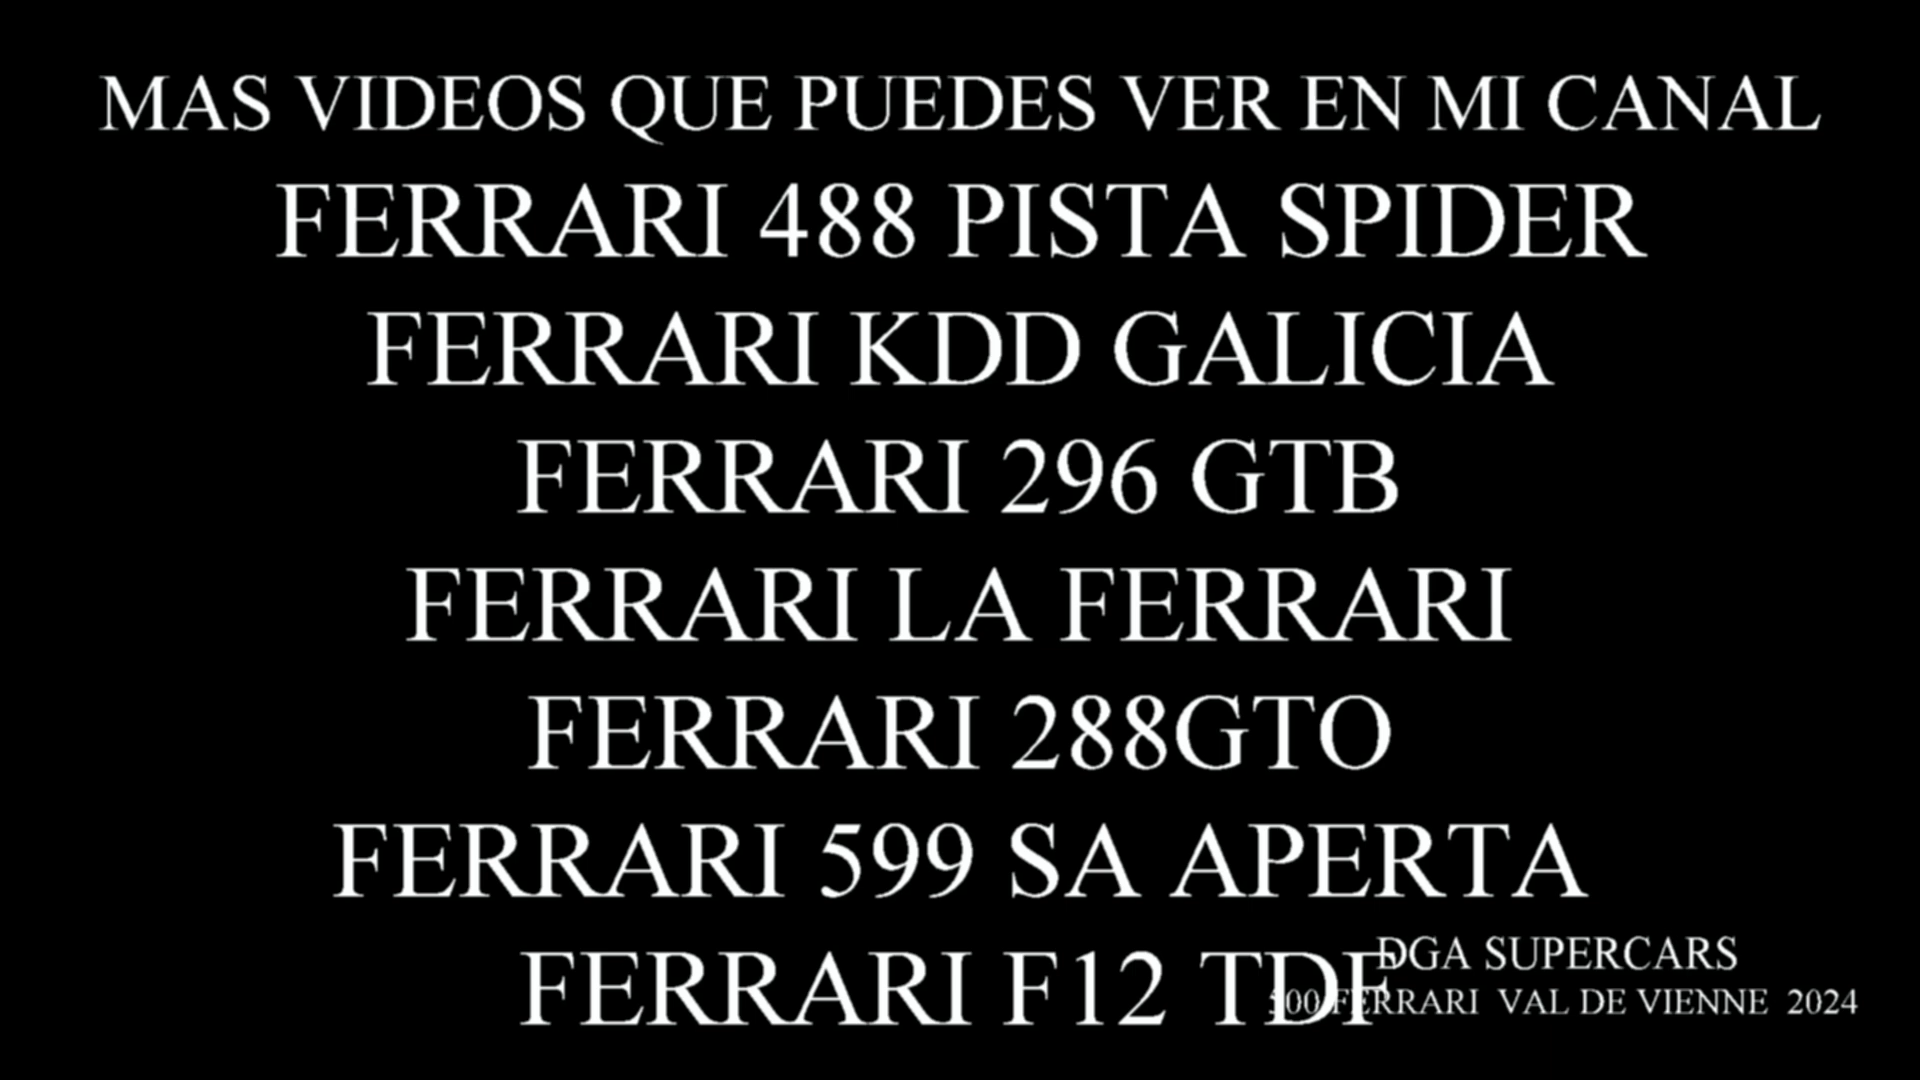 MAS VIDEOS QUE PUEDES VER EN MI CANAL
FERRARI 488 PISTA SPIDER
FERRARI KDD GALICIA
FERRARI 296 GTB
FERRARI LA FERRARI
FERRARI 288GTO
FERRARI 599 SA APERTA
FERRARI F12 TDF
DGA SUPERCARS
500 FERRARI VAL DE VIENNE 2024